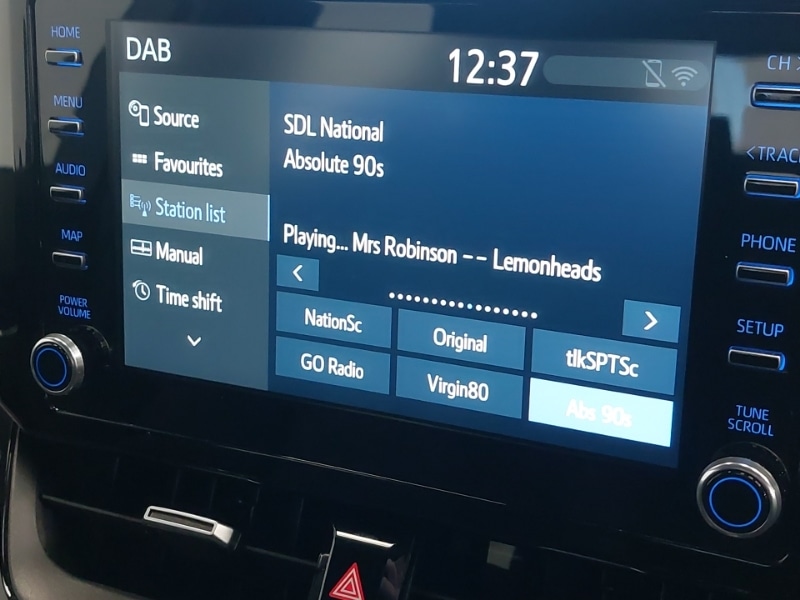 HOME
MENU
AUDIO
MAP
POWER
VOLUME
DAB
12:37
Source
Favourites
Station list
Manual
Time shift
SDL National
Absolute 90s
Playing... Mrs Robinson -- Lemonheads
<
>
NationSc
Original
tlkSPTSc
GO Radio
Virgin80
Abs 90s
CH >
<TRAC
PHONE
SETUP
TUNE
SCROLL